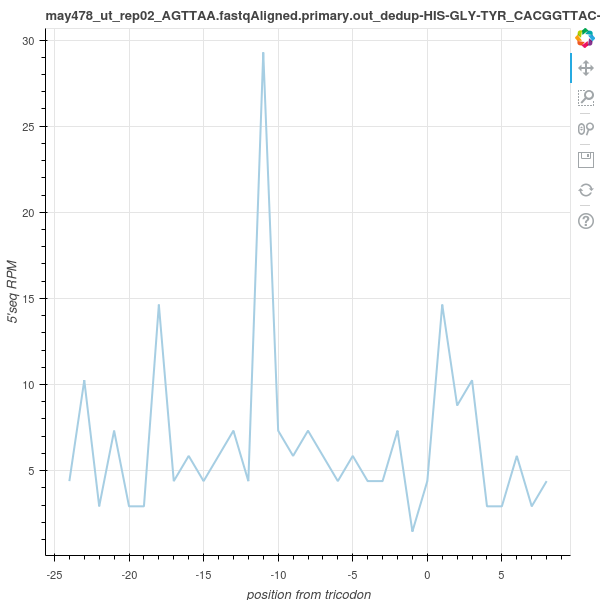 may478_ut_rep02_AGTTAA.fastqAligned.primary.out_dedup-HIS-GLY-TYR_CACGGTTAC-
30
25
20
15
10
5
5'seq RPM
-25 -20 -15 -10 -5 0 5
position from tricodon